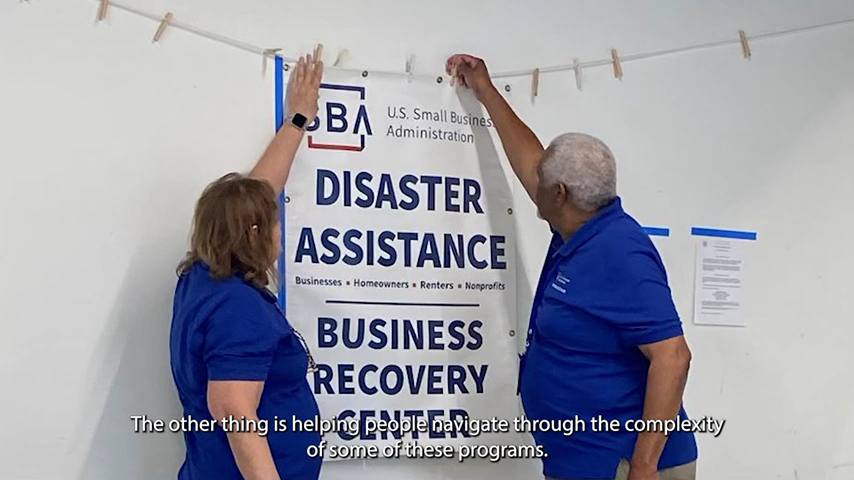 SBA
U.S. Small Business
Administration
DISASTER
ASSISTANCE
Businesses ▪ Homeowners ▪ Renters ▪ Nonprofits
BUSINESS
RECOVERY
CENTER
The other thing is helping people navigate through the complexity
of some of these programs.